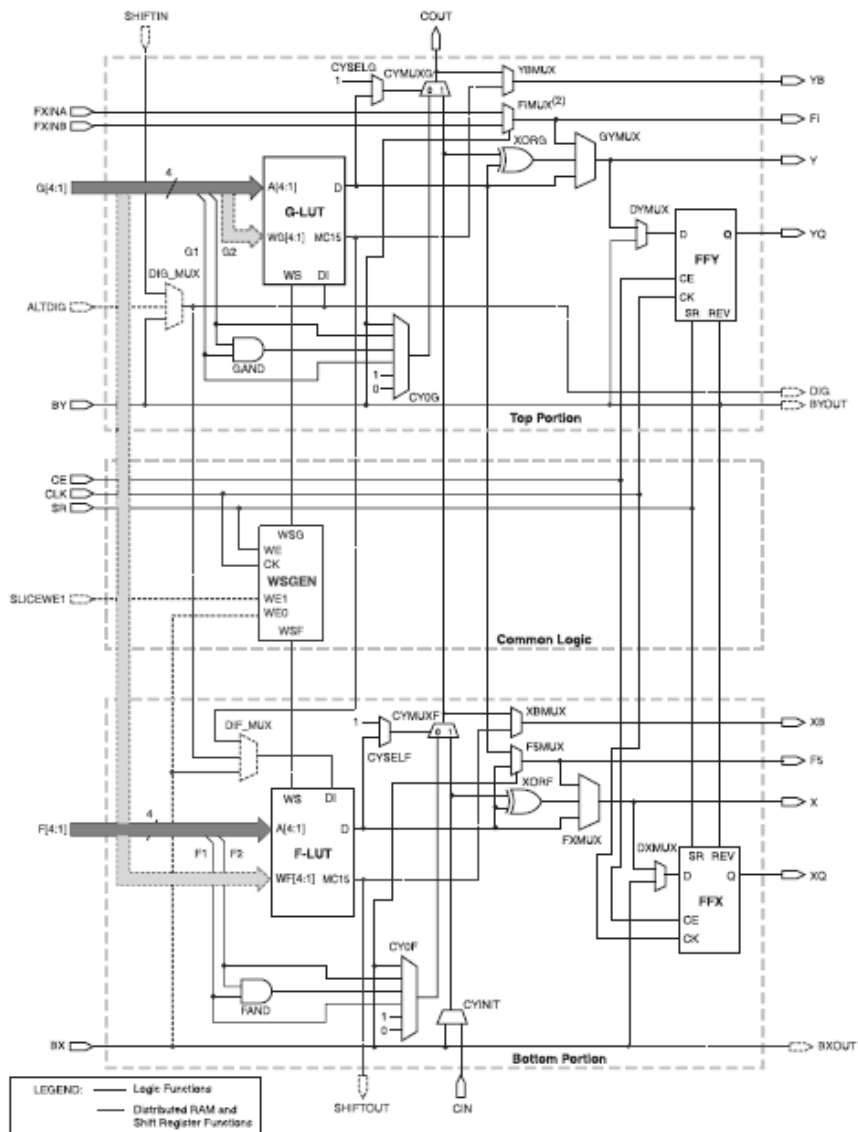 SHIFTIN
COUT
CYSELG
CYMUXG
YBMUX
YB
1
0 1
FXINA
FiMUX(2)
Fi
FXINB
XORG
GYMUX
Y
4
G[4:1]
A[4:1]
D
G-LUT
DYMUX
D
Q
YQ
G1
G2
WG[4:1]
MC15
FFY
DIG_MUX
WS
DI
CE
CK
ALTDIG
SR
REV
GAND
1
DIG
0
CY0G
BY
BYOUT
Top Portion
CE
CLK
SR
WSG
WE
CK
WSGEN
SLICEWE1
WE1
WE0
WSF
Common Logic
DIF_MUX
1
CYMUXF
XBMUX
XB
0 1
CYSELF
F5MUX
F5
WS
DI
XORF
X
4
F[4:1]
A[4:1]
D
FXMUX
F1
F2
F-LUT
DXMUX
SR
REV
WF[4:1]
MC15
D
Q
XQ
FFX
CE
CK
CY0F
FAND
1
CYINIT
0
BX
BXOUT
Bottom Portion
LEGEND:
Logic Functions
Distributed RAM and
Shift Register Functions
SHIFTOUT
CIN